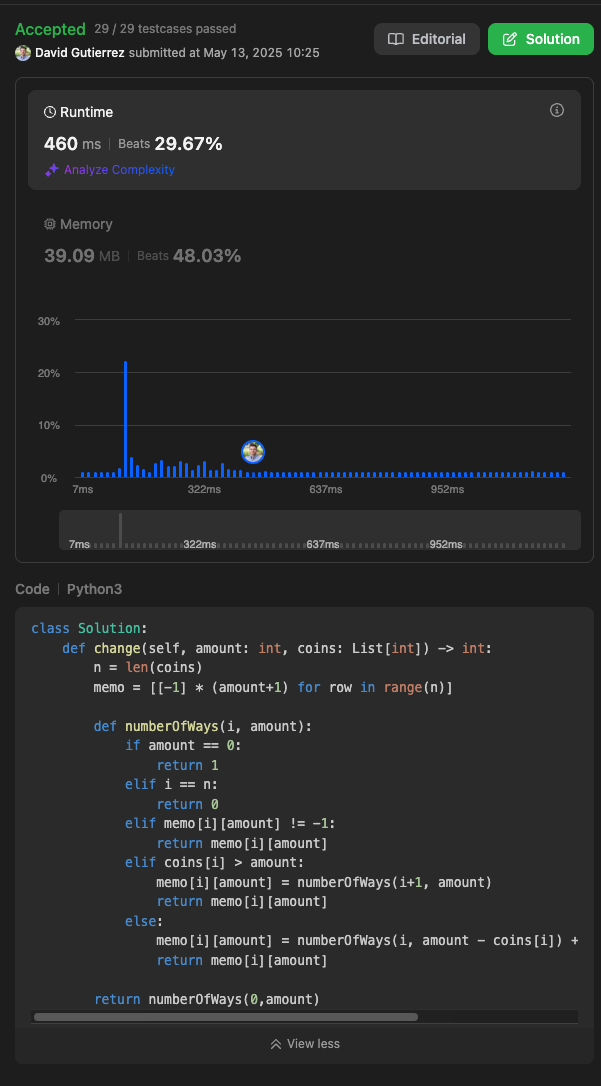 Accepted 29 / 29 testcases passed
David Gutierrez submitted at May 13, 2025 10:25
Editorial
Solution
Runtime
460 ms | Beats 29.67%
Analyze Complexity
Memory
39.09 MB | Beats 48.03%
30%
20%
10%
0%
7ms 322ms 637ms 952ms
7ms 322ms 637ms 952ms
Code | Python3
class Solution:
    def change(self, amount: int, coins: List[int]) -> int:
        n = len(coins)
        memo = [[-1] * (amount+1) for row in range(n)]

        def numberOfWays(i, amount):
            if amount == 0:
                return 1
            elif i == n:
                return 0
            elif memo[i][amount] != -1:
                return memo[i][amount]
            elif coins[i] > amount:
                memo[i][amount] = numberOfWays(i+1, amount)
                return memo[i][amount]
            else:
                memo[i][amount] = numberOfWays(i, amount - coins[i]) +
                return memo[i][amount]

        return numberOfWays(0,amount)
View less